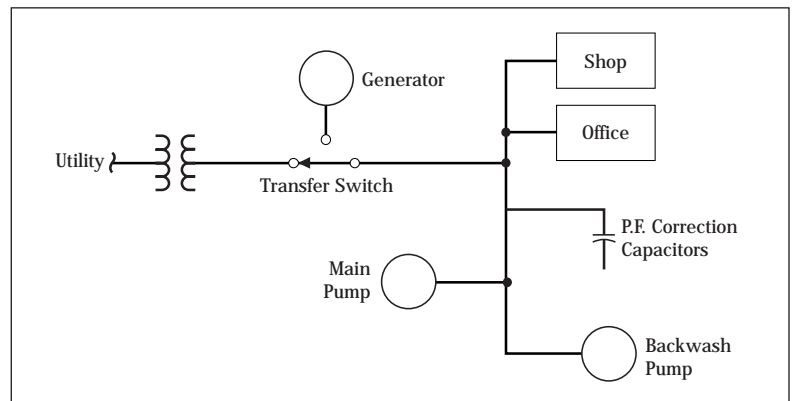 Shop
Generator
Office
Utility
Transfer Switch
P.F. Correction
Capacitors
Main
Pump
Backwash
Pump